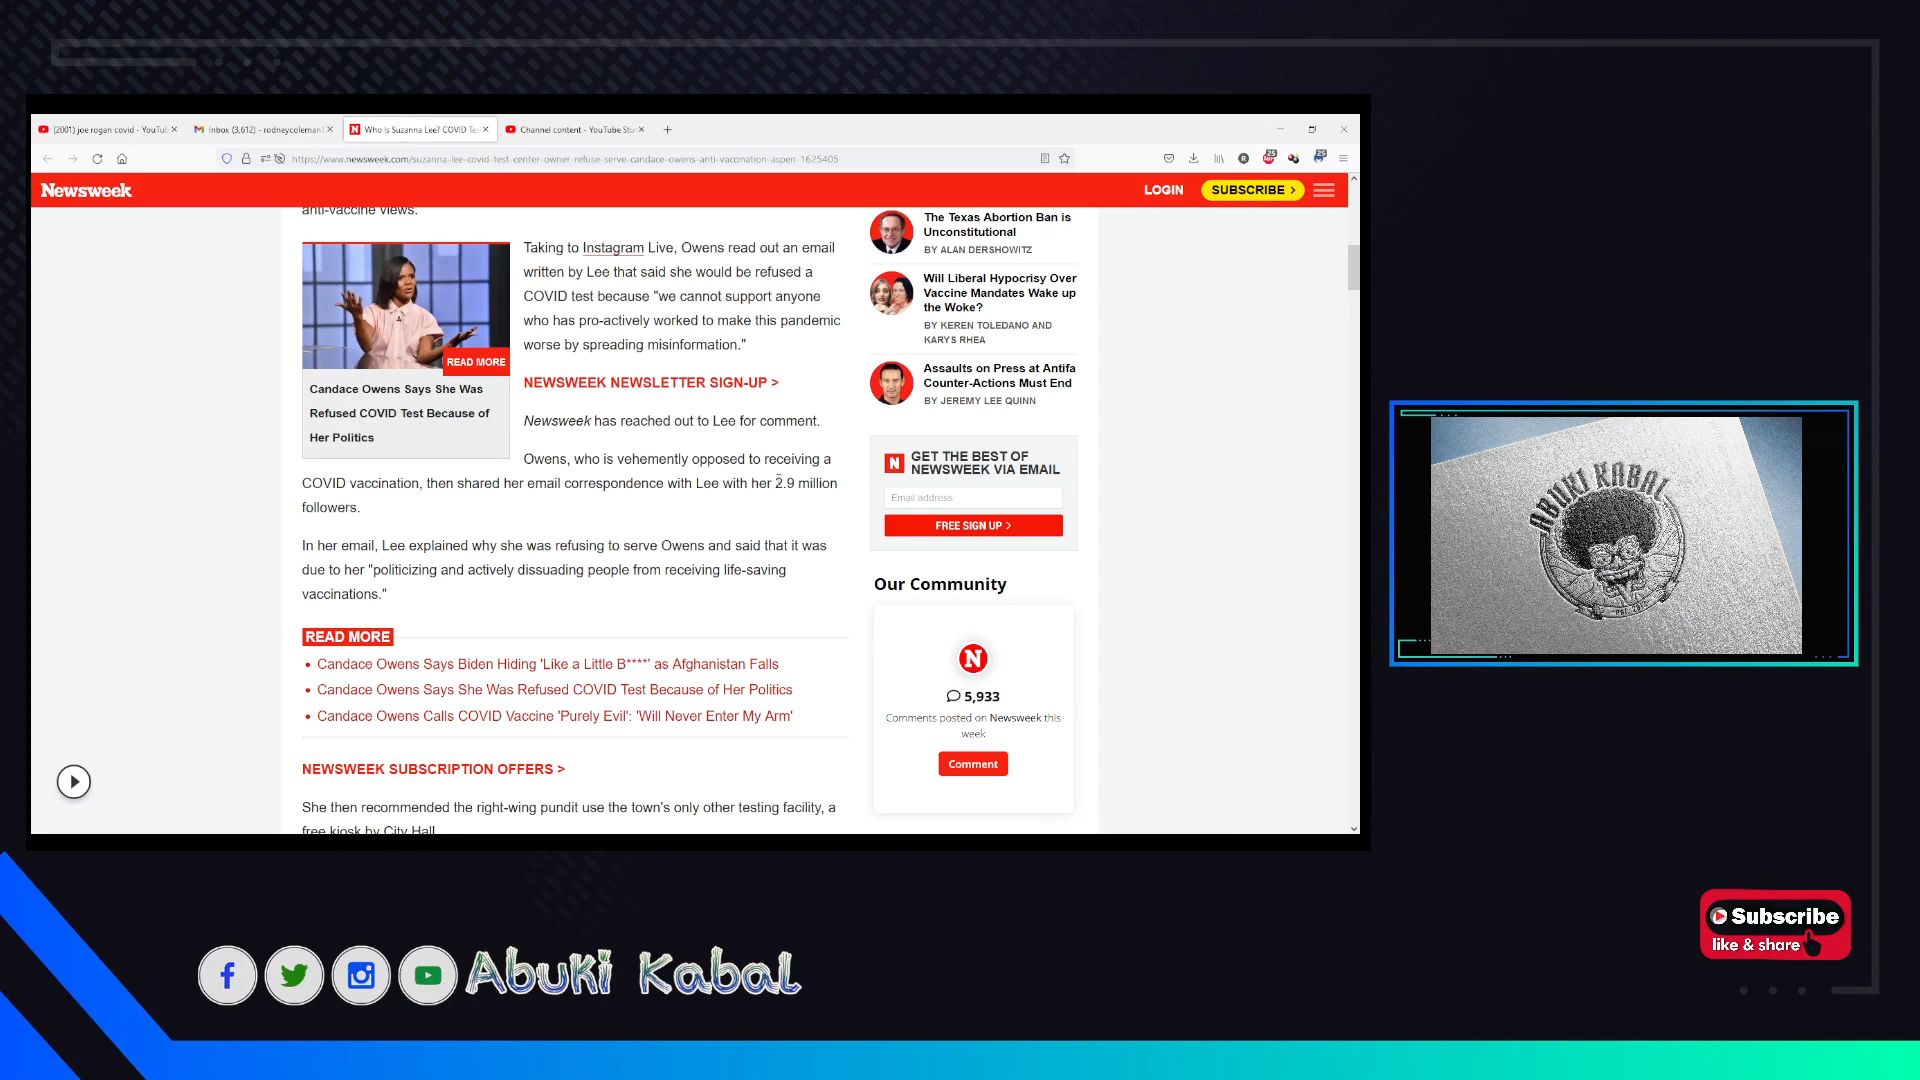 (2001) joe rogan covid - YouTub
Inbox (3,612) - rodneycoleman1
Who Is Suzanna Lee? COVID Tes
Channel content - YouTube Stu
https://www.newsweek.com/suzanna-lee-covid-test-center-owner-refuse-serve-candace-owens-anti-vaccination-aspen-1625405
25
25
Newsweek
LOGIN
SUBSCRIBE >
anti-vaccine views.
READ MORE
Candace Owens Says She Was
Refused COVID Test Because of
Her Politics
Taking to Instagram Live, Owens read out an email
written by Lee that said she would be refused a
COVID test because "we cannot support anyone
who has pro-actively worked to make this pandemic
worse by spreading misinformation."
NEWSWEEK NEWSLETTER SIGN-UP >
Newsweek has reached out to Lee for comment.
Owens, who is vehemently opposed to receiving a
COVID vaccination, then shared her email correspondence with Lee with her 2.9 million
followers.
In her email, Lee explained why she was refusing to serve Owens and said that it was
due to her "politicizing and actively dissuading people from receiving life-saving
vaccinations."
READ MORE
• Candace Owens Says Biden Hiding 'Like a Little B****' as Afghanistan Falls
• Candace Owens Says She Was Refused COVID Test Because of Her Politics
• Candace Owens Calls COVID Vaccine 'Purely Evil': 'Will Never Enter My Arm'
NEWSWEEK SUBSCRIPTION OFFERS >
She then recommended the right-wing pundit use the town's only other testing facility, a
free kiosk by City Hall.
The Texas Abortion Ban is
Unconstitutional
BY ALAN DERSHOWITZ
Will Liberal Hypocrisy Over
Vaccine Mandates Wake up
the Woke?
BY KEREN TOLEDANO AND
KARYS RHEA
Assaults on Press at Antifa
Counter-Actions Must End
BY JEREMY LEE QUINN
N
GET THE BEST OF
NEWSWEEK VIA EMAIL
Email address
FREE SIGN UP >
Our Community
N
5,933
Comments posted on Newsweek this
week
Comment
ABUKI KABAL
Subscribe
like & share
Abuki Kabal